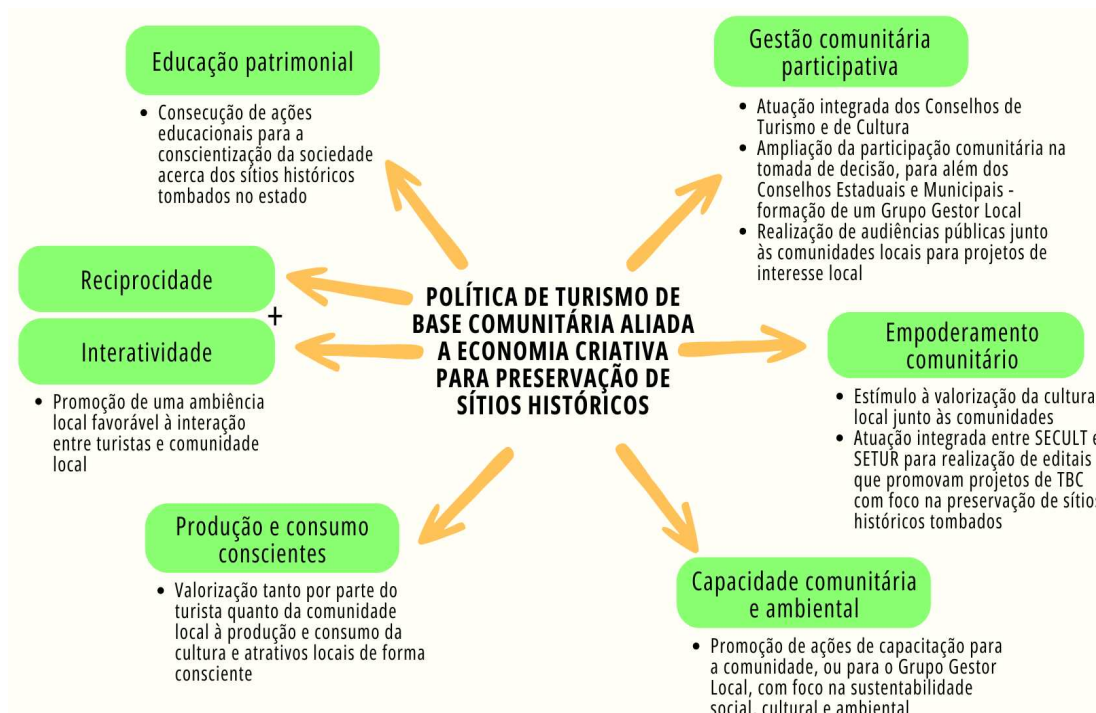 Educação patrimonial
• Consecução de ações
educacionais para a
conscientização da sociedade
acerca dos sítios históricos
tombados no estado
Gestão comunitária
participativa
• Atuação integrada dos Conselhos de
Turismo e de Cultura
• Ampliação da participação comunitária na
tomada de decisão, para além dos
Conselhos Estaduais e Municipais -
formação de um Grupo Gestor Local
• Realização de audiências públicas junto
às comunidades locais para projetos de
interesse local
Reciprocidade
+
Interatividade
• Promoção de uma ambiência
local favorável à interação
entre turistas e comunidade
local
POLÍTICA DE TURISMO DE
BASE COMUNITÁRIA ALIADA
A ECONOMIA CRIATIVA
PARA PRESERVAÇÃO DE
SÍTIOS HISTÓRICOS
Empoderamento
comunitário
• Estímulo à valorização da cultura
local junto às comunidades
• Atuação integrada entre SECULT e
SETUR para realização de editais
que promovam projetos de TBC
com foco na preservação de sítios
históricos tombados
Produção e consumo
conscientes
• Valorização tanto por parte do
turista quanto da comunidade
local à produção e consumo da
cultura e atrativos locais de forma
consciente
Capacidade comunitária
e ambiental
• Promoção de ações de capacitação para
a comunidade, ou para o Grupo Gestor
Local, com foco na sustentabilidade
social, cultural e ambiental